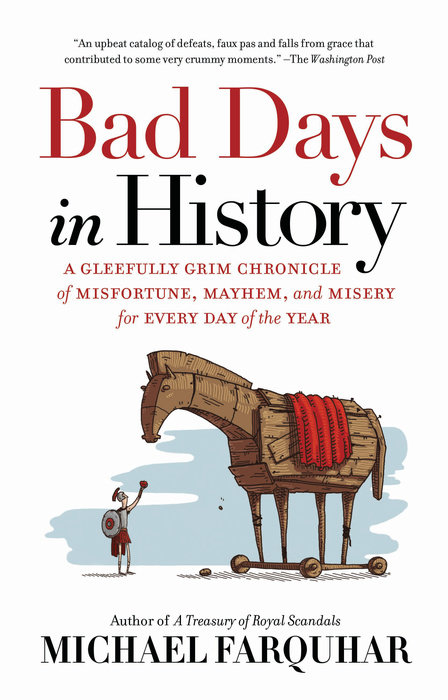 “An upbeat catalog of defeats, faux pas and falls from grace that
contributed to some very crummy moments.” —The Washington Post
Bad Days
in History
A GLEEFULLY GRIM CHRONICLE
of MISFORTUNE, MAYHEM, and MISERY
for EVERY DAY of the YEAR
Author of A Treasury of Royal Scandals
MICHAEL FARQUHAR